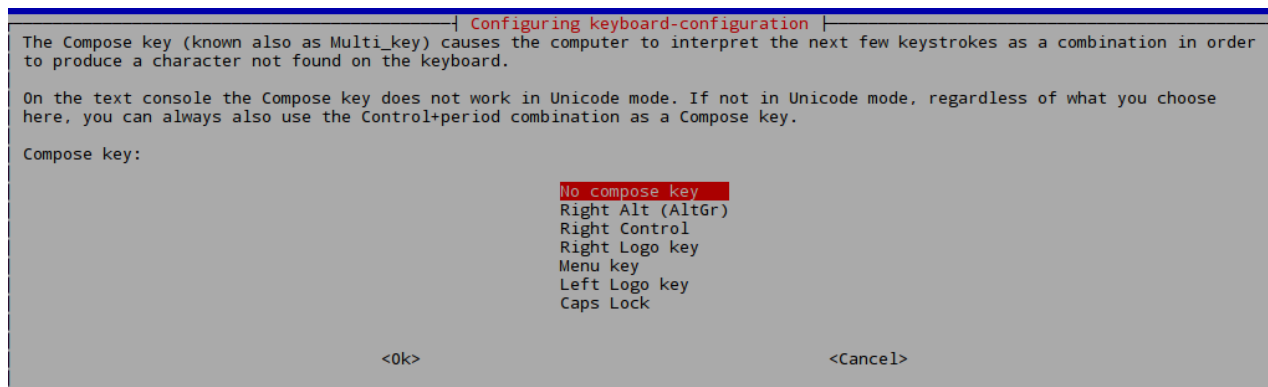 Configuring keyboard-configuration
The Compose key (known also as Multi_key) causes the computer to interpret the next few keystrokes as a combination in order
to produce a character not found on the keyboard.
On the text console the Compose key does not work in Unicode mode. If not in Unicode mode, regardless of what you choose
here, you can always also use the Control+period combination as a Compose key.
Compose key:
No compose key
Right Alt (AltGr)
Right Control
Right Logo key
Menu key
Left Logo key
Caps Lock
<Ok> <Cancel>